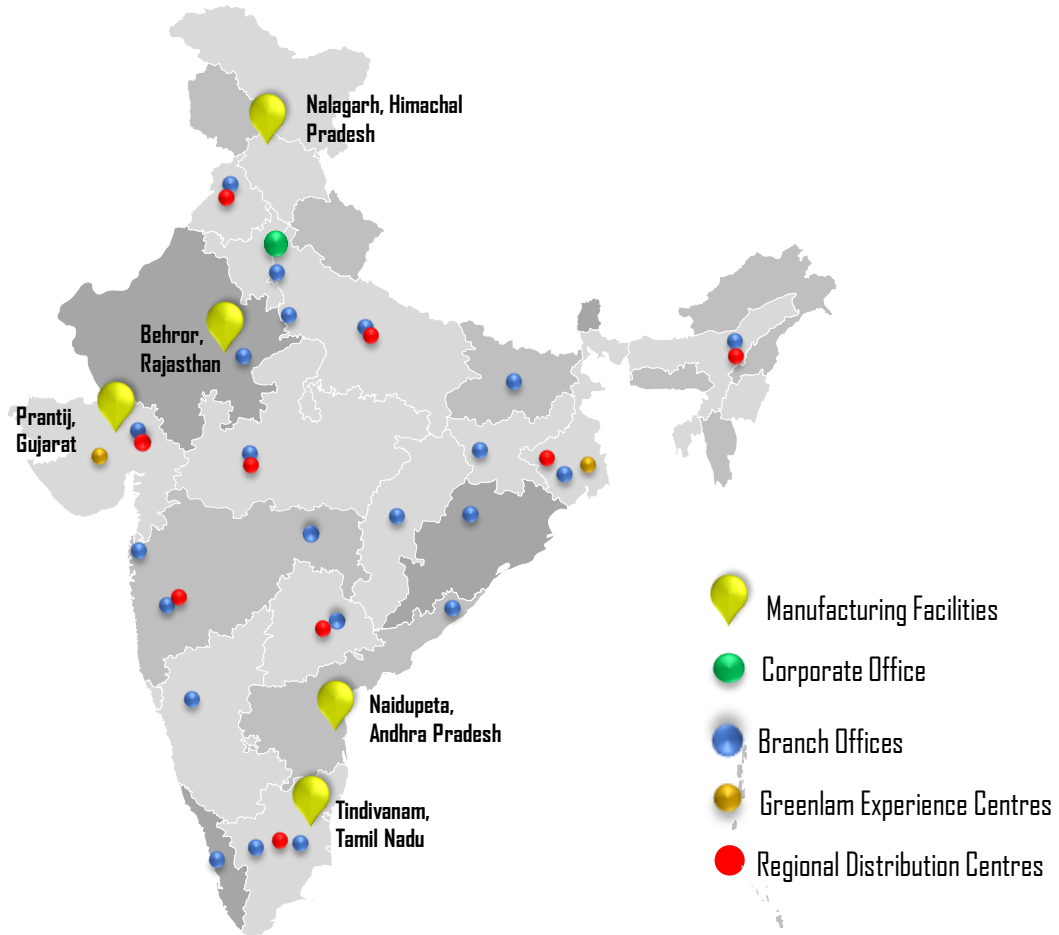 Nalagarh, Himachal
Pradesh
Behror,
Rajasthan
Prantij,
Gujarat
Naidupeta,
Andhra Pradesh
Tindivanam,
Tamil Nadu
Manufacturing Facilities
Corporate Office
Branch Offices
Greenlam Experience Centres
Regional Distribution Centres